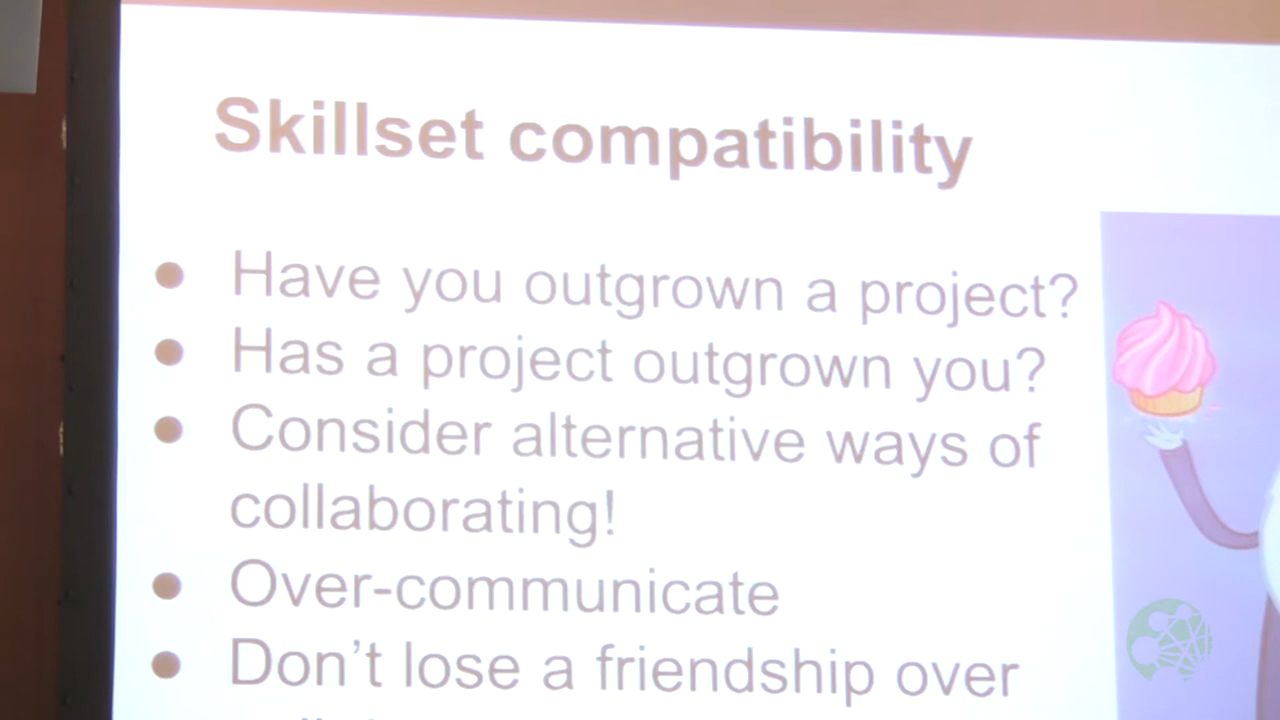 Skillset compatibility
● Have you outgrown a project?
● Has a project outgrown you?
● Consider alternative ways of
collaborating!
● Over-communicate
● Don’t lose a friendship over